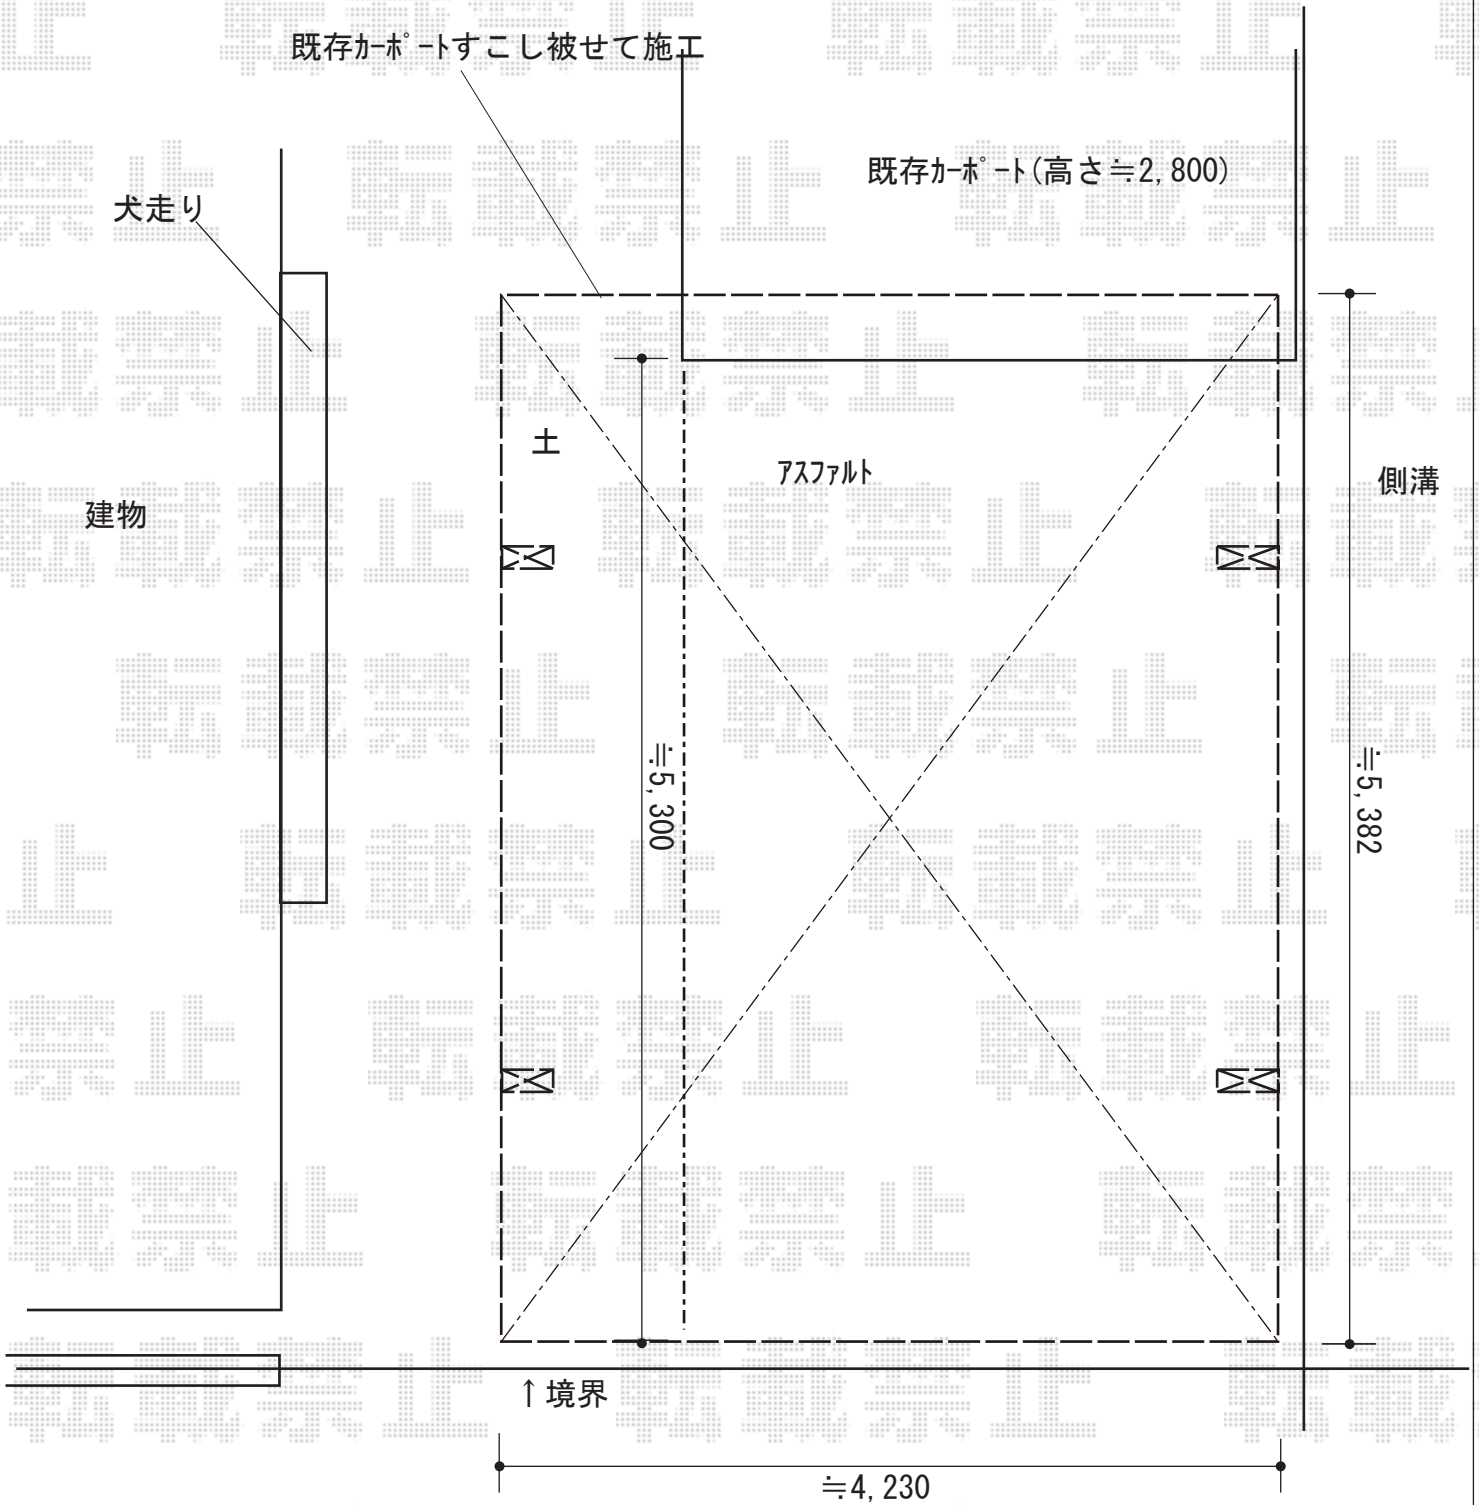 既存ｶｰﾎﾟｰﾄすこし被せて施工
既存ｶｰﾎﾟｰﾄ(高さ≒2,800)
犬走り
土
ｱｽﾌｧﾙﾄ
側溝
建物
≒5,300
≒5,382
↑境界
≒4,230
転載禁止